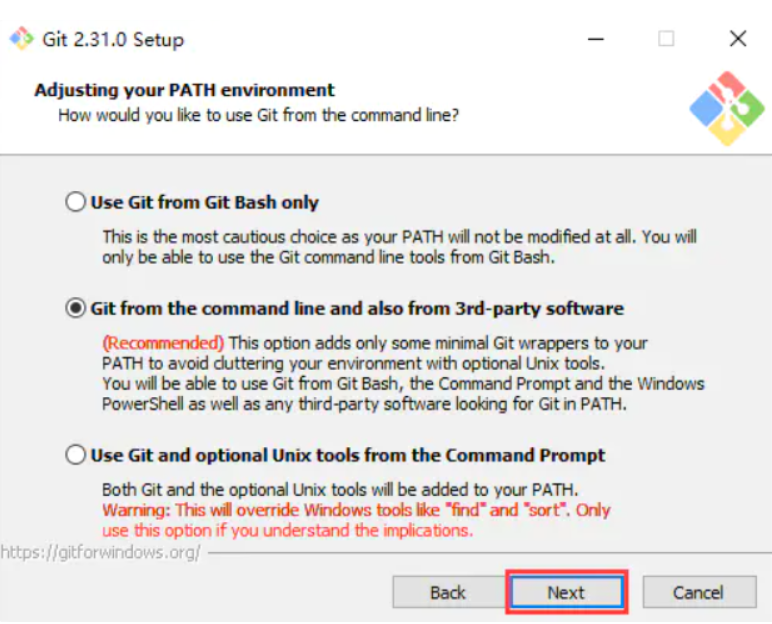 Git 2.31.0 Setup
Adjusting your PATH environment
How would you like to use Git from the command line?
Use Git from Git Bash only
This is the most cautious choice as your PATH will not be modified at all. You will
only be able to use the Git command line tools from Git Bash.
Git from the command line and also from 3rd-party software
(Recommended) This option adds only some minimal Git wrappers to your
PATH to avoid cluttering your environment with optional Unix tools.
You will be able to use Git from Git Bash, the Command Prompt and the Windows
PowerShell as well as any third-party software looking for Git in PATH.
Use Git and optional Unix tools from the Command Prompt
Both Git and the optional Unix tools will be added to your PATH.
Warning: This will override Windows tools like "find" and "sort". Only
use this option if you understand the implications.
https://gitforwindows.org/
Back Next Cancel